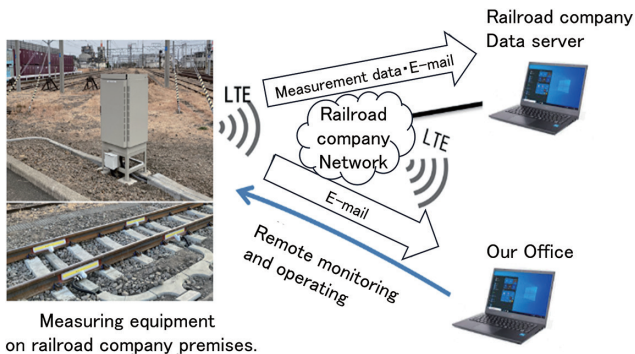 Railroad company
Data server
Measurement data・E-mail
LTE
Railroad
company
Network
LTE
E-mail
Remote monitoring
and operating
Our Office
Measuring equipment
on railroad company premises.